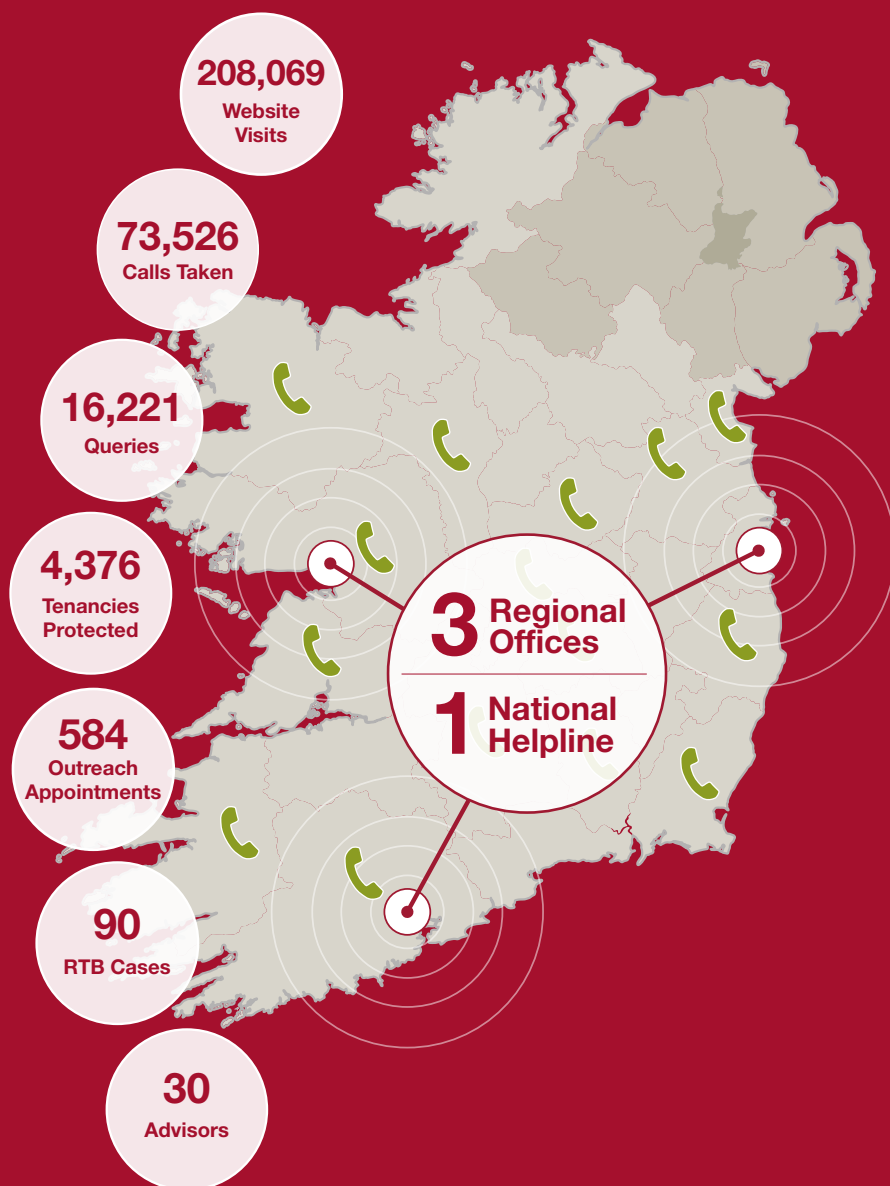 208,069
Website
Visits
73,526
Calls Taken
16,221
Queries
4,376
Tenancies
Protected
584
Outreach
Appointments
90
RTB Cases
30
Advisors
3 Regional
Offices
1 National
Helpline